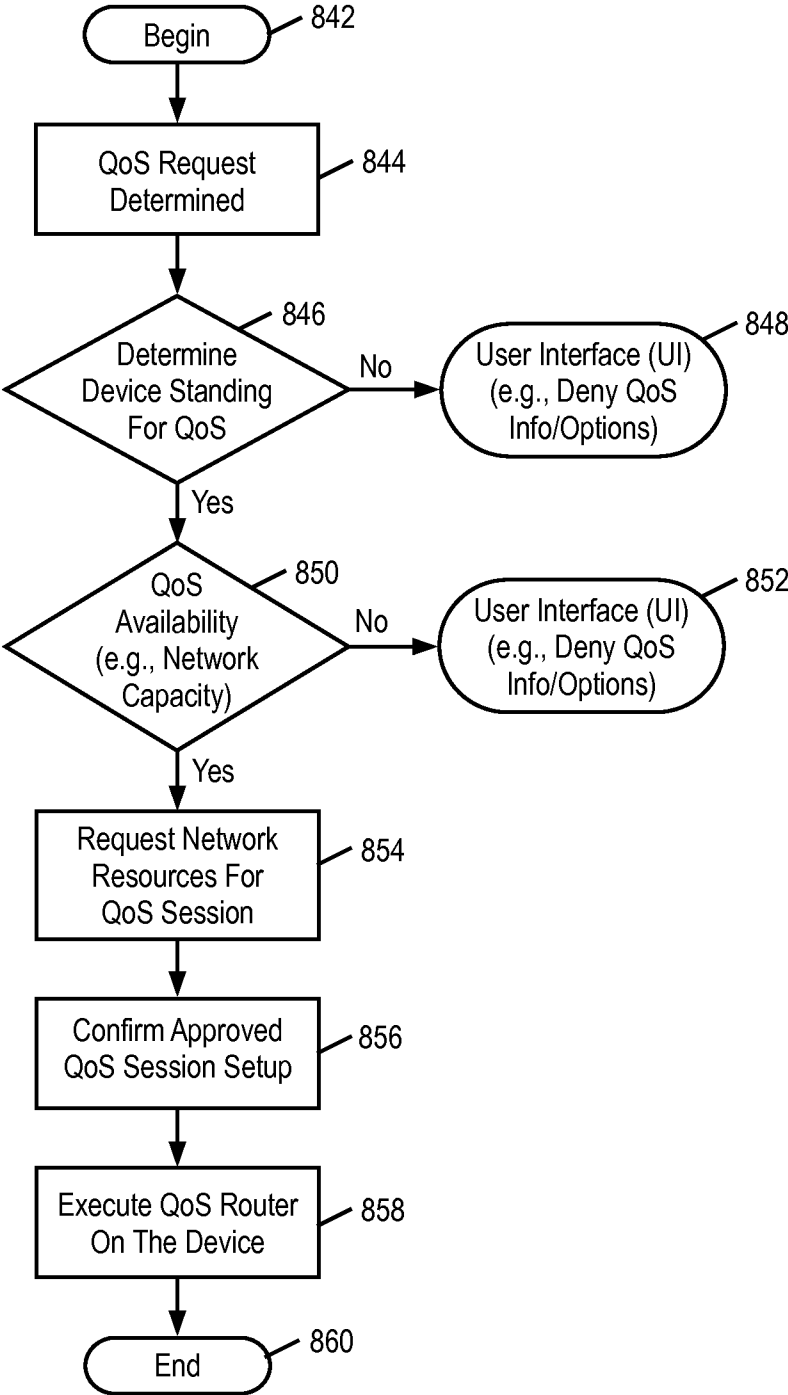 Begin
842
QoS Request
Determined
844
Determine
Device Standing
For QoS
846
No
User Interface (UI)
(e.g., Deny QoS
Info/Options)
848
Yes
QoS
Availability
(e.g., Network
Capacity)
850
No
User Interface (UI)
(e.g., Deny QoS
Info/Options)
852
Yes
Request Network
Resources For
QoS Session
854
Confirm Approved
QoS Session Setup
856
Execute QoS Router
On The Device
858
End
860